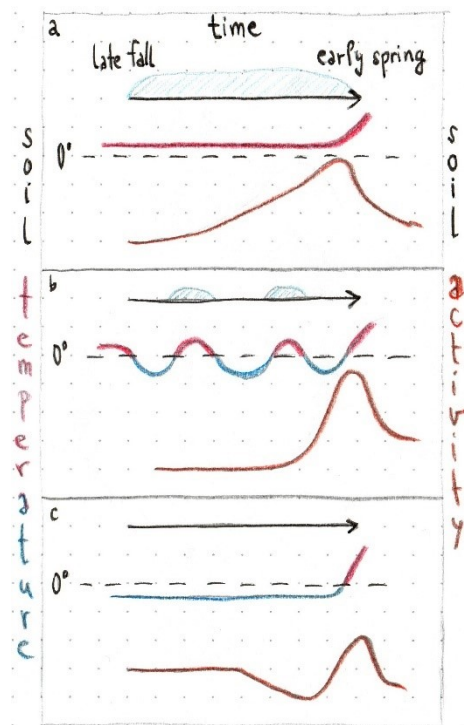 a
time
late fall
early spring
0°
soil
soil
b
0°
temperature
activity
c
0°